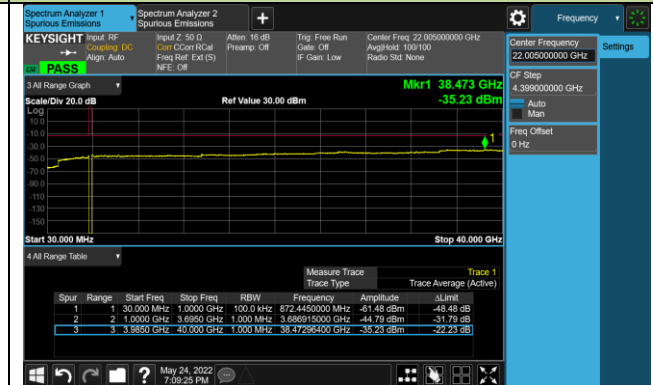 Spectrum Analyzer 1
Spurious Emissions
Spectrum Analyzer 2
Spurious Emissions
Frequency
KEYSIGHT
Input: RF
Coupling: DC
Align: Auto
Input Z: 50 Ω
Corr CCorr RCal
Freq Ref: Ext (S)
NFE: Off
Atten: 16 dB
Preamp: Off
Trig: Free Run
Gate: Off
IF Gain: Low
Center Freq: 22.005000000 GHz
Avg|Hold: 100/100
Radio Std: None
PASS
Center Frequency
22.005000000 GHz
Settings
CF Step
4.399000000 GHz
Auto
Man
Freq Offset
0 Hz
3 All Range Graph
Mkr1 38.473 GHz
-35.23 dBm
Scale/Div 20.0 dB
Ref Value 30.00 dBm
Log
10.0
-10.0
-30.0
-50.0
-70.0
-90.0
-110
-130
-150
1
Start 30.000 MHz
Stop 40.000 GHz
4 All Range Table
Measure Trace Trace 1
Trace Type Trace Average (Active)
Spur Range Start Freq Stop Freq RBW Frequency Amplitude ΔLimit
1 1 30.000 MHz 1.0000 GHz 100.0 kHz 872.4450000 MHz -61.48 dBm -48.48 dB
2 2 1.0000 GHz 3.6950 GHz 1.000 MHz 3.686915000 GHz -44.79 dBm -31.79 dB
3 3 3.9850 GHz 40.000 GHz 1.000 MHz 38.47296400 GHz -35.23 dBm -22.23 dB
May 24, 2022
7:09:25 PM